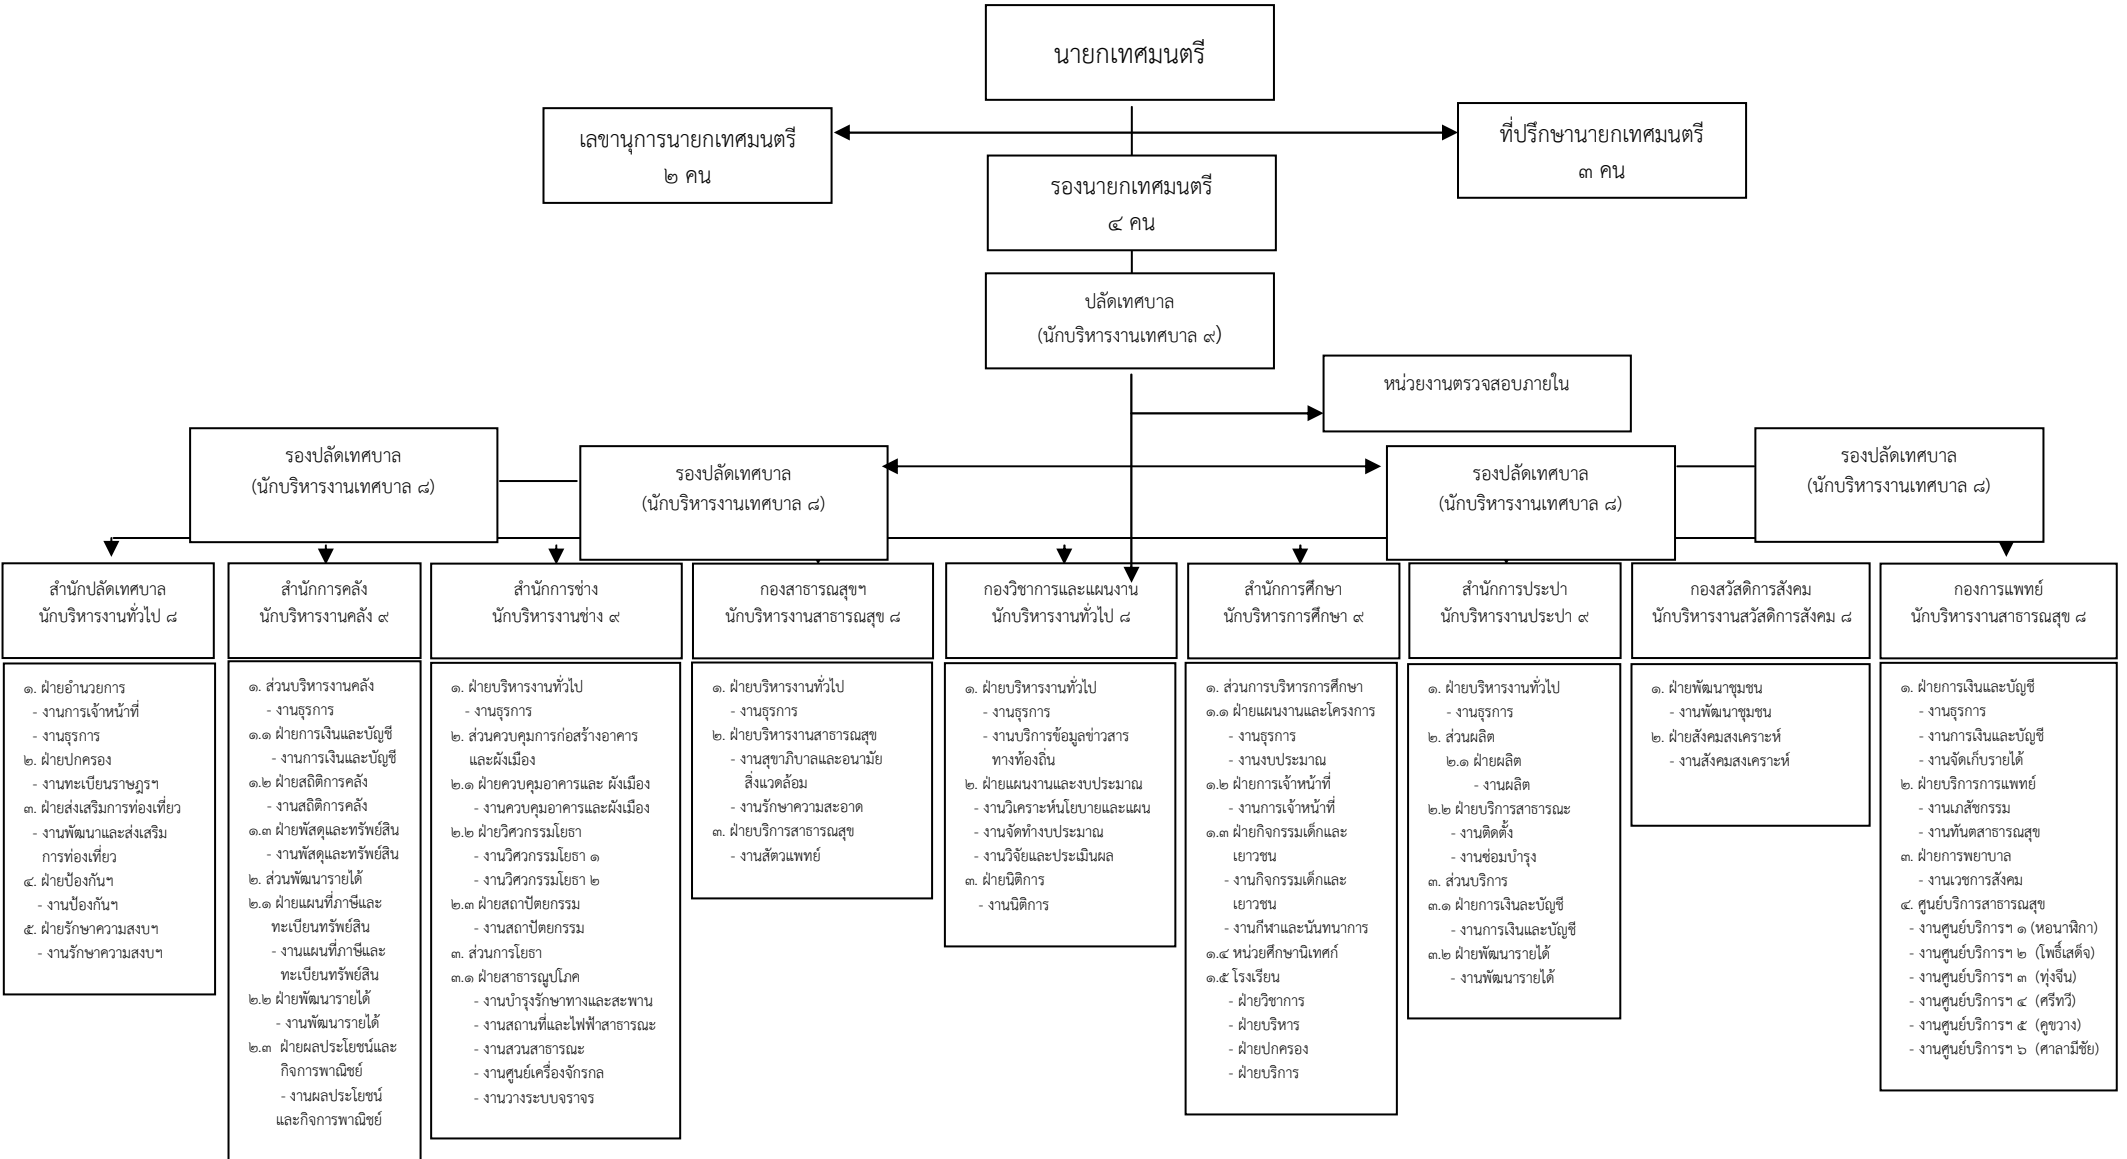 นายกเทศมนตรี
เลขานุการนายกเทศมนตรี
๒ คน
ที่ปรึกษานายกเทศมนตรี
๓ คน
รองนายกเทศมนตรี
๔ คน
ปลัดเทศบาล
(นักบริหารงานเทศบาล ๙)
หน่วยงานตรวจสอบภายใน
รองปลัดเทศบาล
(นักบริหารงานเทศบาล ๘)
รองปลัดเทศบาล
(นักบริหารงานเทศบาล ๘)
รองปลัดเทศบาล
(นักบริหารงานเทศบาล ๘)
รองปลัดเทศบาล
(นักบริหารงานเทศบาล ๘)
สำนักปลัดเทศบาล
นักบริหารงานทั่วไป ๘
๑. ฝ่ายอำนวยการ
- งานการเจ้าหน้าที่
- งานธุรการ
๒. ฝ่ายปกครอง
- งานทะเบียนราษฎรฯ
๓. ฝ่ายส่งเสริมการท่องเที่ยว
- งานพัฒนาและส่งเสริม
การท่องเที่ยว
๔. ฝ่ายป้องกันฯ
- งานป้องกันฯ
๕. ฝ่ายรักษาความสงบฯ
- งานรักษาความสงบฯ
สำนักการคลัง
นักบริหารงานคลัง ๙
๑. ส่วนบริหารงานคลัง
- งานธุรการ
๑.๑ ฝ่ายการเงินและบัญชี
- งานการเงินและบัญชี
๑.๒ ฝ่ายสถิติการคลัง
- งานสถิติการคลัง
๑.๓ ฝ่ายพัสดุและทรัพย์สิน
- งานพัสดุและทรัพย์สิน
๒. ส่วนพัฒนารายได้
๒.๑ ฝ่ายแผนที่ภาษีและ
ทะเบียนทรัพย์สิน
- งานแผนที่ภาษีและ
ทะเบียนทรัพย์สิน
๒.๒ ฝ่ายพัฒนารายได้
- งานพัฒนารายได้
๒.๓ ฝ่ายผลประโยชน์และ
กิจการพาณิชย์
- งานผลประโยชน์
และกิจการพาณิชย์
สำนักการช่าง
นักบริหารงานช่าง ๙
๑. ฝ่ายบริหารงานทั่วไป
- งานธุรการ
๒. ส่วนควบคุมการก่อสร้างอาคาร
และผังเมือง
๒.๑ ฝ่ายควบคุมอาคารและ ผังเมือง
- งานควบคุมอาคารและผังเมือง
๒.๒ ฝ่ายวิศวกรรมโยธา
- งานวิศวกรรมโยธา ๑
- งานวิศวกรรมโยธา ๒
๒.๓ ฝ่ายสถาปัตยกรรม
- งานสถาปัตยกรรม
๓. ส่วนการโยธา
๓.๑ ฝ่ายสาธารณูปโภค
- งานบำรุงรักษาทางและสะพาน
- งานสถานที่และไฟฟ้าสาธารณะ
- งานสวนสาธารณะ
- งานศูนย์เครื่องจักรกล
- งานวางระบบจราจร
กองสาธารณสุขฯ
นักบริหารงานสาธารณสุข ๘
๑. ฝ่ายบริหารงานทั่วไป
- งานธุรการ
๒. ฝ่ายบริหารงานสาธารณสุข
- งานสุขาภิบาลและอนามัย
สิ่งแวดล้อม
- งานรักษาความสะอาด
๓. ฝ่ายบริการสาธารณสุข
- งานสัตวแพทย์
กองวิชาการและแผนงาน
นักบริหารงานทั่วไป ๘
๑. ฝ่ายบริหารงานทั่วไป
- งานธุรการ
- งานบริการข้อมูลข่าวสาร
ทางท้องถิ่น
๒. ฝ่ายแผนงานและงบประมาณ
- งานวิเคราะห์นโยบายและแผน
- งานจัดทำงบประมาณ
- งานวิจัยและประเมินผล
๓. ฝ่ายนิติการ
- งานนิติการ
สำนักการศึกษา
นักบริหารการศึกษา ๙
๑. ส่วนการบริหารการศึกษา
๑.๑ ฝ่ายแผนงานและโครงการ
- งานธุรการ
- งานงบประมาณ
๑.๒ ฝ่ายการเจ้าหน้าที่
- งานการเจ้าหน้าที่
๑.๓ ฝ่ายกิจกรรมเด็กและ
เยาวชน
- งานกิจกรรมเด็กและ
เยาวชน
- งานกีฬาและนันทนาการ
๑.๔ หน่วยศึกษานิเทศก์
๑.๕ โรงเรียน
- ฝ่ายวิชาการ
- ฝ่ายบริหาร
- ฝ่ายปกครอง
- ฝ่ายบริการ
สำนักการประปา
นักบริหารงานประปา ๙
๑. ฝ่ายบริหารงานทั่วไป
- งานธุรการ
๒. ส่วนผลิต
๒.๑ ฝ่ายผลิต
- งานผลิต
๒.๒ ฝ่ายบริการสาธารณะ
- งานติดตั้ง
- งานซ่อมบำรุง
๓. ส่วนบริการ
๓.๑ ฝ่ายการเงินละบัญชี
- งานการเงินและบัญชี
๓.๒ ฝ่ายพัฒนารายได้
- งานพัฒนารายได้
กองสวัสดิการสังคม
นักบริหารงานสวัสดิการสังคม ๘
๑. ฝ่ายพัฒนาชุมชน
- งานพัฒนาชุมชน
๒. ฝ่ายสังคมสงเคราะห์
- งานสังคมสงเคราะห์
กองการแพทย์
นักบริหารงานสาธารณสุข ๘
๑. ฝ่ายการเงินและบัญชี
- งานธุรการ
- งานการเงินและบัญชี
- งานจัดเก็บรายได้
๒. ฝ่ายบริการการแพทย์
- งานเภสัชกรรม
- งานทันตสาธารณสุข
๓. ฝ่ายการพยาบาล
- งานเวชการสังคม
๔. ศูนย์บริการสาธารณสุข
- งานศูนย์บริการฯ ๑ (หอนาฬิกา)
- งานศูนย์บริการฯ ๒ (โพธิ์เสด็จ)
- งานศูนย์บริการฯ ๓ (ทุ่งจีน)
- งานศูนย์บริการฯ ๔ (ศรีทวี)
- งานศูนย์บริการฯ ๕ (คูขวาง)
- งานศูนย์บริการฯ ๖ (ศาลามีชัย)